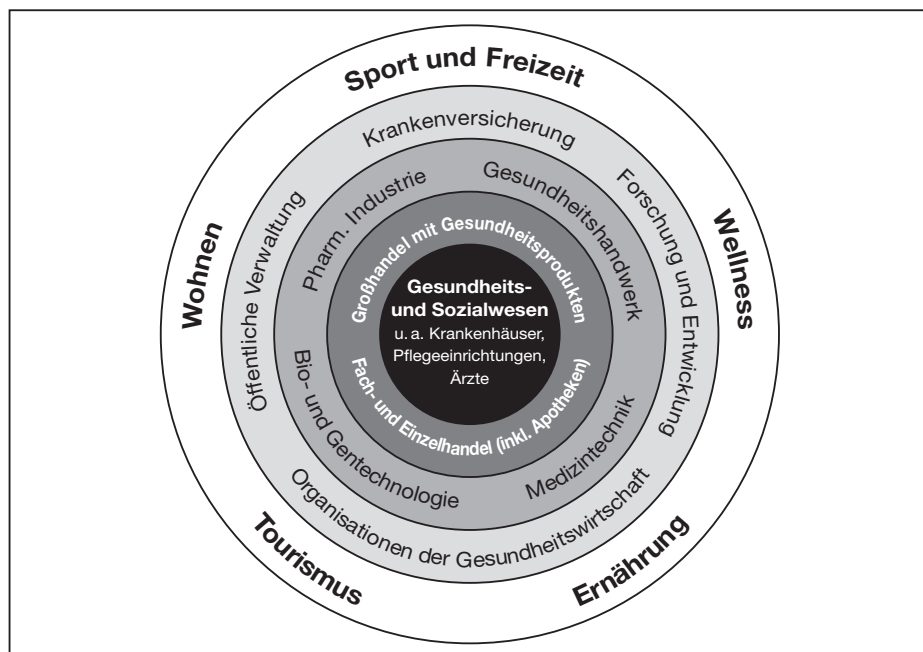 Sport und Freizeit
Wellness
Ernährung
Tourismus
Wohnen
Krankenversicherung
Forschung und Entwicklung
Organisationen der Gesundheitswirtschaft
Öffentliche Verwaltung
Pharm. Industrie
Gesundheitshandwerk
Medizintechnik
Bio- und Gentechnologie
Großhandel mit Gesundheitsprodukten
Fach- und Einzelhandel (inkl. Apotheken)
Gesundheits-
und Sozialwesen
u. a. Krankenhäuser,
Pflegeeinrichtungen,
Ärzte